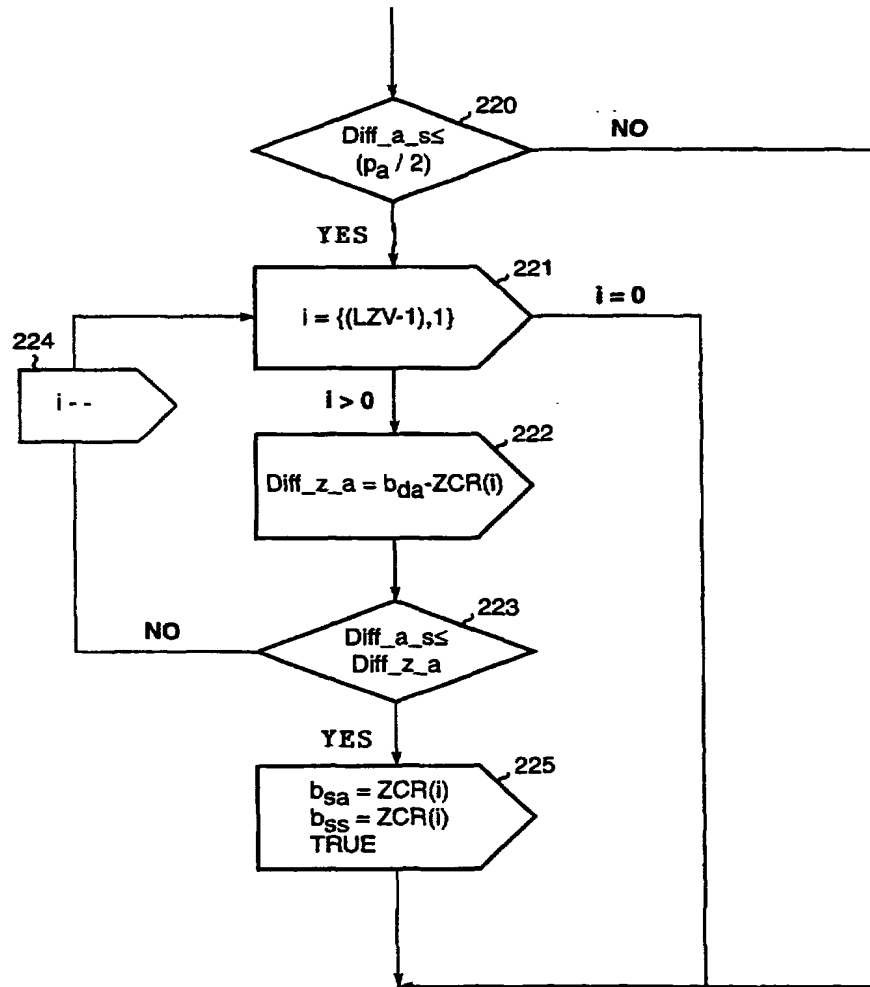 220
Diff_a_s≤
(pa / 2)
NO
YES
221
i = {(LZV-1),1}
i = 0
224
i - -
i > 0
222
Diff_z_a = bda-ZCR(i)
223
Diff_a_s≤
Diff_z_a
NO
YES
225
bsa = ZCR(i)
bss = ZCR(i)
TRUE